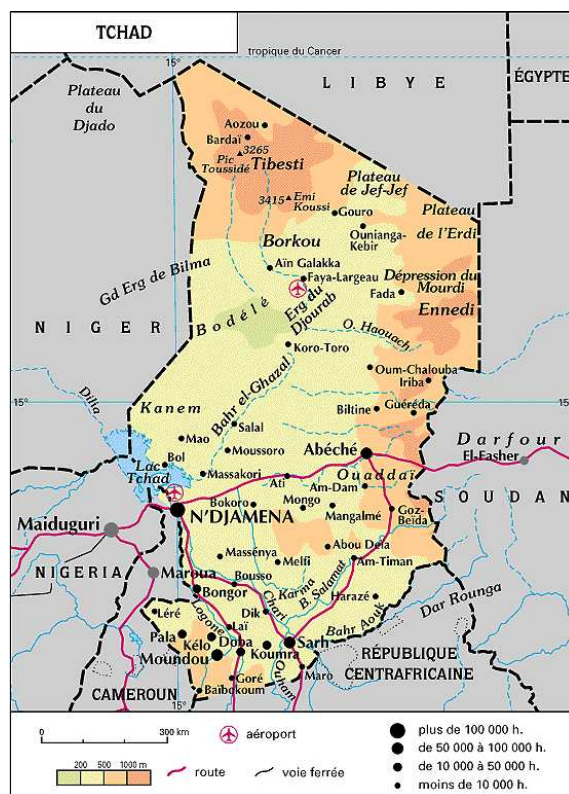 TCHAD
tropique du Cancer
15°
15°
L I B Y E
ÉGYPTE
Plateau
du
Djado
Aozou
Bardaï
3265
Pic
Toussidé
Tibesti
3415
Emi
Koussi
Plateau
de Jef-Jef
Gouro
Plateau
de l'Erdi
Ounianga-
Kebir
Borkou
Aïn Galakka
Gd Erg de Bilma
Faya-Largeau
Dépression du
Mourdi
Fada
Ennedi
Erg du
Djourab
Bodélé
N I G E R
O. Haouach
Koro-Toro
Bahr el-Ghazal
Oum-Chalouba
Iriba
15°
15°
Dilia
Kanem
Biltine
Guéréda
Salal
Mao
Moussoro
Abéché
Darfour
El-Fasher
Bol
Lac
Tchad
Massakori
Ati
Ouaddaï
Am-Dam
S O U D A N
Bokoro
Mongo
Mangalmé
Goz-
Beïda
N'DJAMENA
Maiduguri
Abou Deïa
Massénya
Melfi
Am-Timan
NIGERIA
Maroua
Bousso
Karma
B. Salamat
Bongor
Chari
Harazé
Léré
Logone
Dik
Dar Rounga
Bahr Aouk
Laï
Pala
Kélo
Doba
Koumra
Sarh
Moundou
Ouham
Maro
RÉPUBLIQUE
CENTRAFRICAINE
Goré
CAMEROUN
Baïbokoum
15°
0
300 km
aéroport
200 500 1000 m
route
voie ferrée
plus de 100 000 h.
de 50 000 à 100 000 h.
de 10 000 à 50 000 h.
moins de 10 000 h.